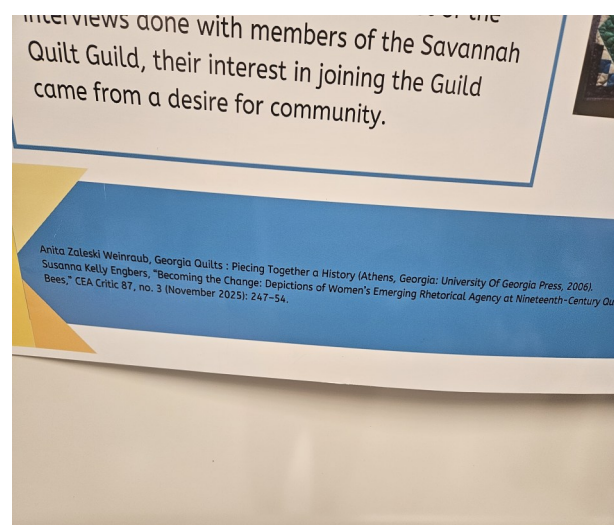 interviews done with members of the Savannah
Quilt Guild, their interest in joining the Guild
came from a desire for community.
Anita Zaleski Weinraub, Georgia Quilts : Piecing Together a History (Athens, Georgia: University Of Georgia Press, 2006).
Susanna Kelly Engbers, “Becoming the Change: Depictions of Women’s Emerging Rhetorical Agency at Nineteenth-Century Qu
Bees,” CEA Critic 87, no. 3 (November 2025): 247–54.